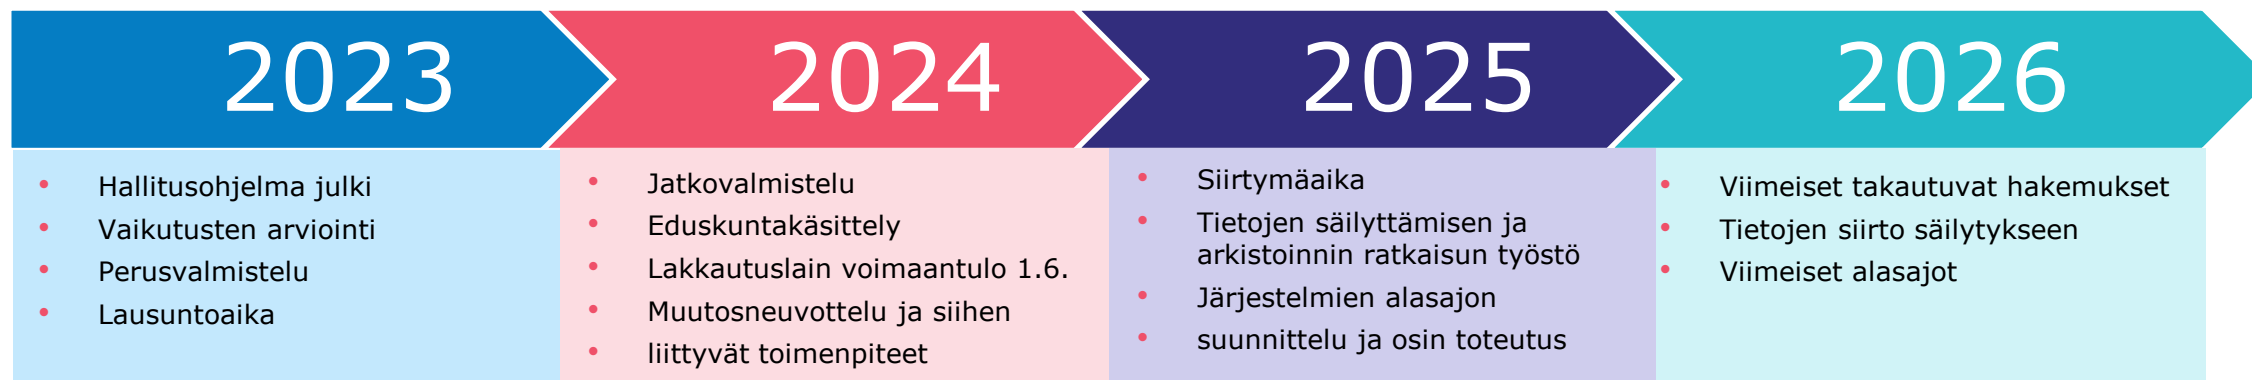 2023
• Hallitusohjelma julki
• Vaikutusten arviointi
• Perusvalmistelu
• Lausuntoaika
2024
• Jatkovalmistelu
• Eduskuntakäsittely
• Lakkautuslain voimaantulo 1.6.
• Muutosneuvottelu ja siihen
• liittyvät toimenpiteet
2025
• Siirtymäaika
• Tietojen säilyttämisen ja
arkistoinnin ratkaisun työstö
• Järjestelmien alasajon
• suunnittelu ja osin toteutus
2026
• Viimeiset takautuvat hakemukset
• Tietojen siirto säilytykseen
• Viimeiset alasajot